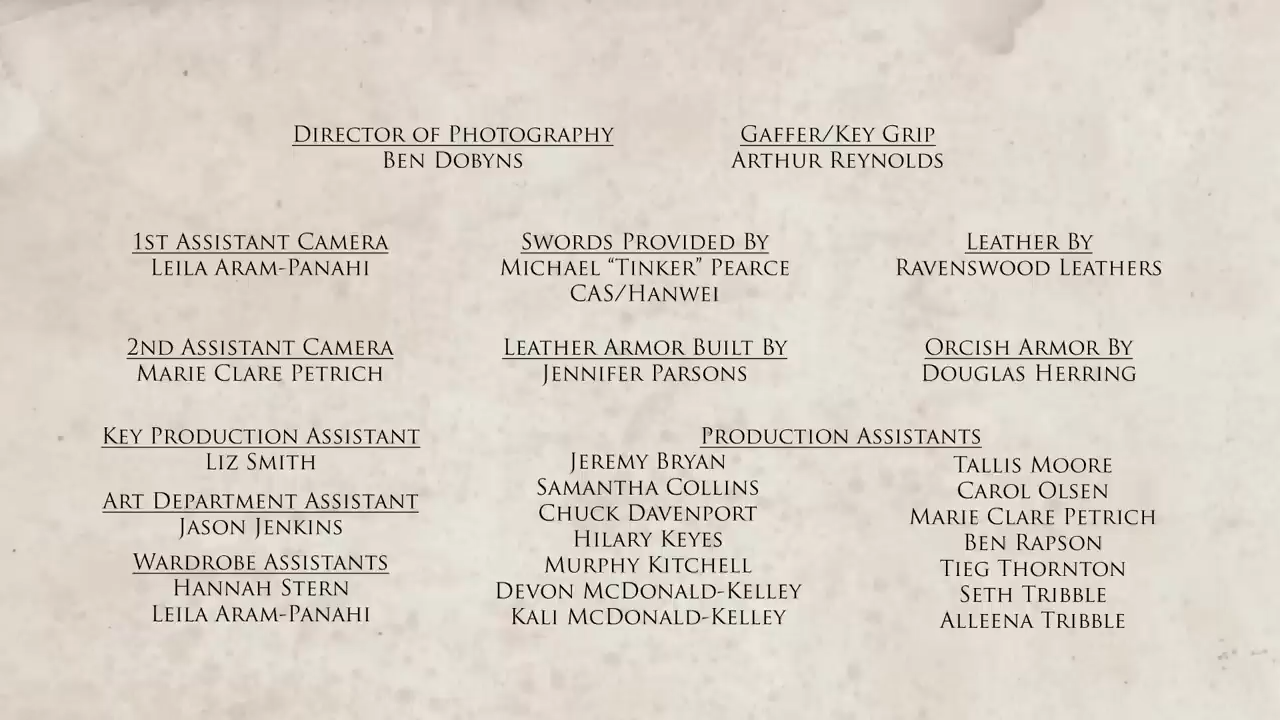 Director of Photography
Ben Dobyns
Gaffer/Key Grip
Arthur Reynolds
1st Assistant Camera
Leila Aram-Panahi
Swords Provided By
Michael “Tinker” Pearce
CAS/Hanwei
Leather By
Ravenswood Leathers
2nd Assistant Camera
Marie Clare Petrich
Leather Armor Built By
Jennifer Parsons
Orcish Armor By
Douglas Herring
Key Production Assistant
Liz Smith
Art Department Assistant
Jason Jenkins
Wardrobe Assistants
Hannah Stern
Leila Aram-Panahi
Production Assistants
Jeremy Bryan
Samantha Collins
Chuck Davenport
Hilary Keyes
Murphy Kitchell
Devon McDonald-Kelley
Kali McDonald-Kelley
Tallis Moore
Carol Olsen
Marie Clare Petrich
Ben Rapson
Tieg Thornton
Seth Tribble
Alleena Tribble